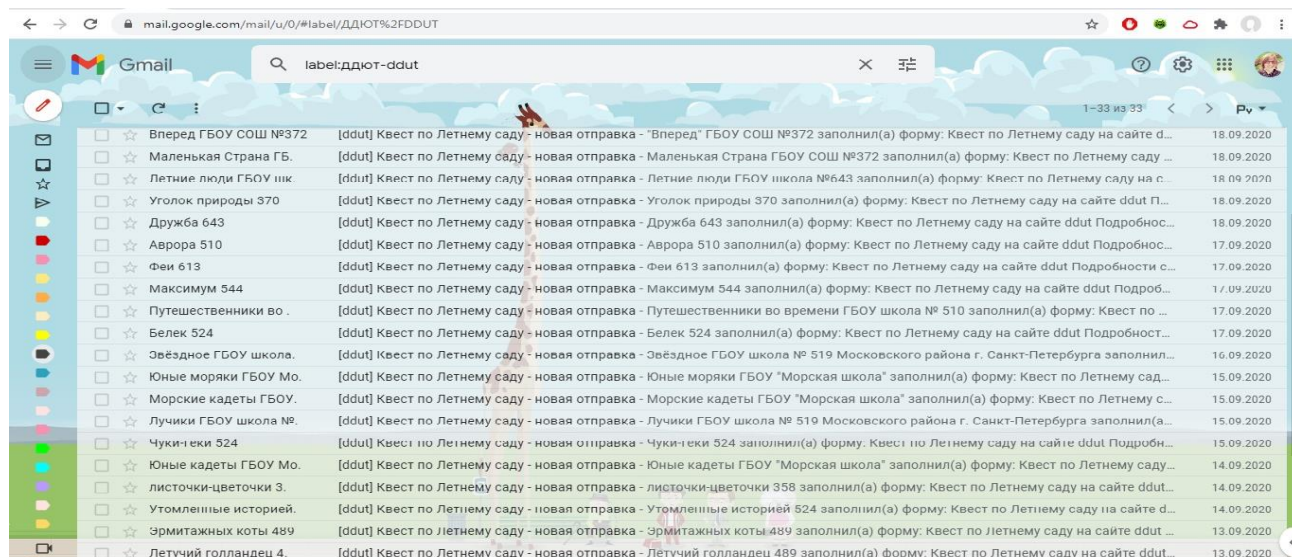 mail.google.com/mail/u/0/#label/ДДЮТ%2FDDUT
Gmail label:ддют-ddut
1–33 из 33 Ру
Вперед ГБОУ СОШ №372 [ddut] Квест по Летнему саду - новая отправка - "Вперед" ГБОУ СОШ №372 заполнил(а) форму: Квест по Летнему саду на сайте d... 18.09.2020
Маленькая Страна ГБ. [ddut] Квест по Летнему саду - новая отправка - Маленькая Страна ГБОУ СОШ №372 заполнил(а) форму: Квест по Летнему саду ... 18.09.2020
Летние люди ГБОУ шк. [ddut] Квест по Летнему саду - новая отправка - Летние люди ГБОУ школа №643 заполнил(а) форму: Квест по Летнему саду на с... 18.09.2020
Уголок природы 370 [ddut] Квест по Летнему саду - новая отправка - Уголок природы 370 заполнил(а) форму: Квест по Летнему саду на сайте ddut П... 18.09.2020
Дружба 643 [ddut] Квест по Летнему саду - новая отправка - Дружба 643 заполнил(а) форму: Квест по Летнему саду на сайте ddut Подробнос... 18.09.2020
Аврора 510 [ddut] Квест по Летнему саду - новая отправка - Аврора 510 заполнил(а) форму: Квест по Летнему саду на сайте ddut Подробнос... 17.09.2020
Феи 613 [ddut] Квест по Летнему саду - новая отправка - Феи 613 заполнил(а) форму: Квест по Летнему саду на сайте ddut Подробности с... 17.09.2020
Максимум 544 [ddut] Квест по Летнему саду - новая отправка - Максимум 544 заполнил(а) форму: Квест по Летнему саду на сайте ddut Подроб... 17.09.2020
Путешественники во . [ddut] Квест по Летнему саду - новая отправка - Путешественники во времени ГБОУ школа № 510 заполнил(а) форму: Квест по ... 17.09.2020
Белек 524 [ddut] Квест по Летнему саду - новая отправка - Белек 524 заполнил(а) форму: Квест по Летнему саду на сайте ddut Подробност... 17.09.2020
Звёздное ГБОУ школа. [ddut] Квест по Летнему саду - новая отправка - Звёздное ГБОУ школа № 519 Московского района г. Санкт-Петербурга заполнил... 16.09.2020
Юные моряки ГБОУ Мо. [ddut] Квест по Летнему саду - новая отправка - Юные моряки ГБОУ "Морская школа" заполнил(а) форму: Квест по Летнему сад... 15.09.2020
Морские кадеты ГБОУ. [ddut] Квест по Летнему саду - новая отправка - Морские кадеты ГБОУ "Морская школа" заполнил(а) форму: Квест по Летнему с... 15.09.2020
Лучики ГБОУ школа №. [ddut] Квест по Летнему саду - новая отправка - Лучики ГБОУ школа № 519 Московского района г. Санкт-Петербурга заполнил(а... 15.09.2020
Чуки-геки 524 [ddut] Квест по Летнему саду - новая отправка - Чуки-геки 524 заполнил(а) форму: Квест по Летнему саду на сайте ddut Подробн... 15.09.2020
Юные кадеты ГБОУ Мо. [ddut] Квест по Летнему саду - новая отправка - Юные кадеты ГБОУ "Морская школа" заполнил(а) форму: Квест по Летнему саду... 14.09.2020
листочки-цветочки 3. [ddut] Квест по Летнему саду - новая отправка - листочки-цветочки 358 заполнил(а) форму: Квест по Летнему саду на сайте ddut... 14.09.2020
Утомленные историей. [ddut] Квест по Летнему саду - новая отправка - Утомленные историей 524 заполнил(а) форму: Квест по Летнему саду на сайте d... 14.09.2020
Эрмитажных коты 489 [ddut] Квест по Летнему саду - новая отправка - Эрмитажных коты 489 заполнил(а) форму: Квест по Летнему саду на сайте ddut ... 13.09.2020
Летучий голландец 4. [ddut] Квест по Летнему саду - новая отправка - Летучий голландец 489 заполнил(а) форму: Квест по Летнему саду на сайте ddut... 13.09.2020